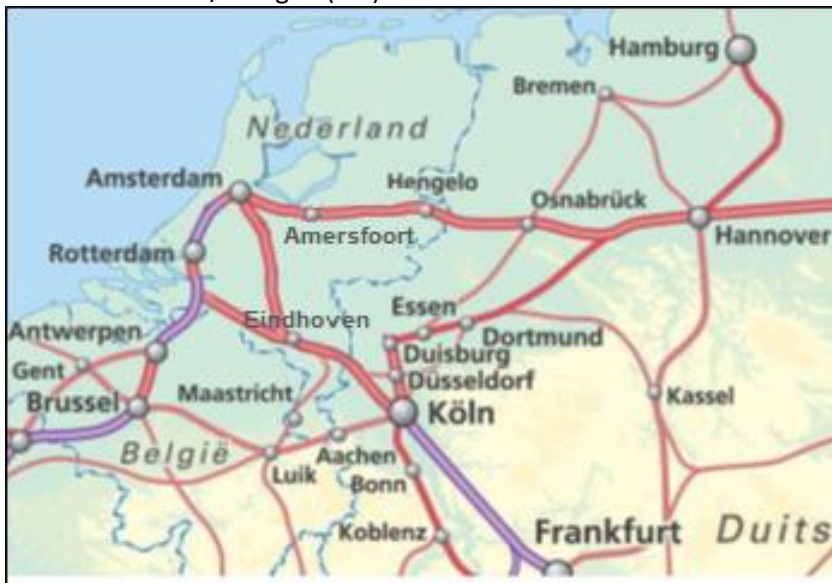 Hamburg
Bremen
Nederland
Amsterdam
Hengelo
Osnabrück
Amersfoort
Hannover
Rotterdam
Eindhoven
Essen
Antwerpen
Dortmund
Duisburg
Gent
Düsseldorf
Maastricht
Kassel
Brussel
Köln
België
Aachen
Luik
Bonn
Koblenz
Frankfurt
Duits